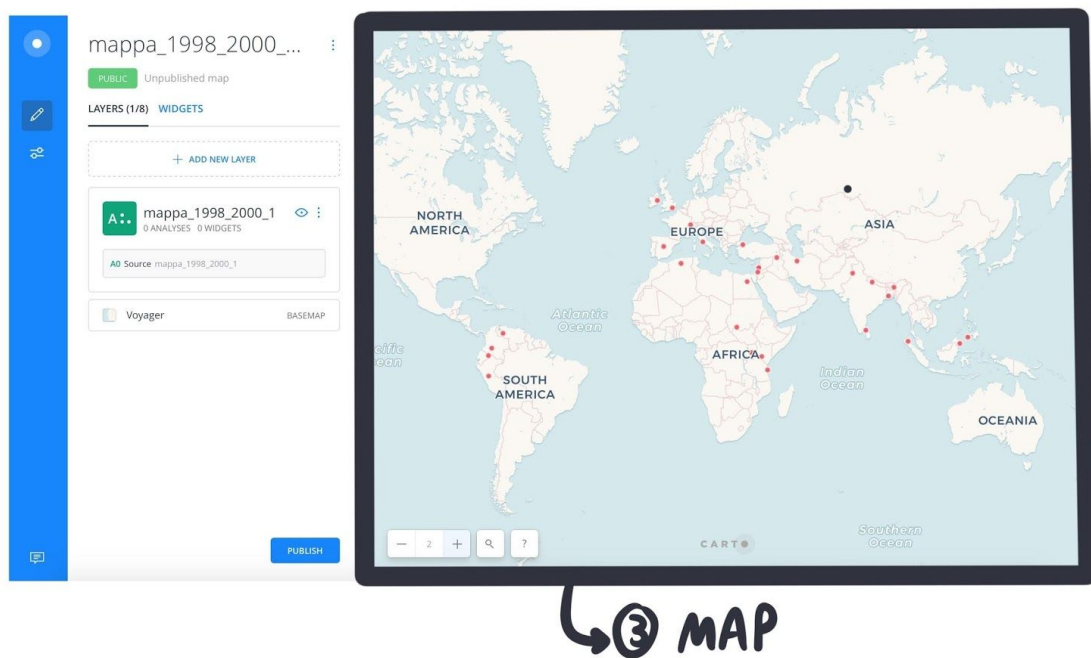 mappa_1998_2000_...
PUBLIC Unpublished map
LAYERS (1/8) WIDGETS
+ ADD NEW LAYER
A mappa_1998_2000_1
0 ANALYSES 0 WIDGETS
A0 Source mappa_1998_2000_1
Voyager BASEMAP
PUBLISH
NORTH
AMERICA
EUROPE
ASIA
Atlantic
Ocean
cific
ean
AFRICA
Indian
Ocean
SOUTH
AMERICA
OCEANIA
Southern
Ocean
− 2 + ?
CARTO
3 MAP